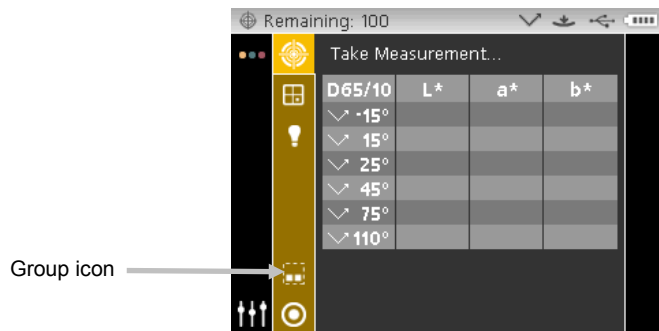 Remaining: 100
Take Measurement...
D65/10 L* a* b*
-15°
15°
25°
45°
75°
110°
Group icon